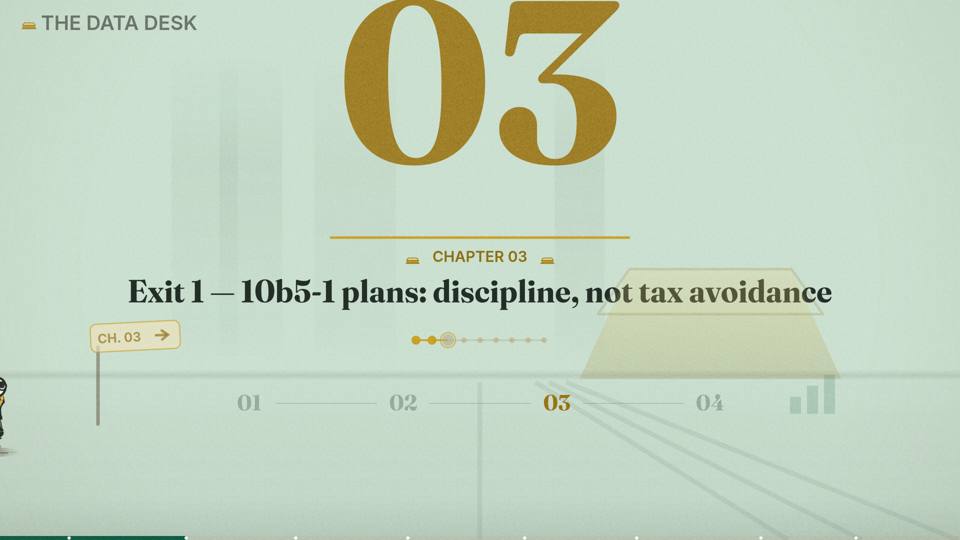 THE DATA DESK
03
CHAPTER 03
Exit 1 — 10b5-1 plans: discipline, not tax avoidance
CH. 03 →
01 02 03 04